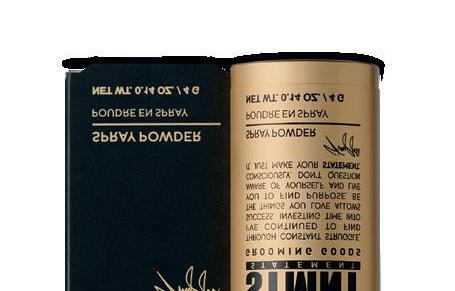 SPRAY POWDER
POUDRE EN SPRAY
NET WT. 0.14 OZ. / 4 G
STMNT
STATEMENT
GROOMING GOODS
THROUGH CONSTANT STRUGGLE,
I'VE CONTINUED TO FIND
SUCCESS. INVESTING TIME INTO
THE THINGS YOU LOVE ALLOWS
YOU TO FIND PURPOSE. BE
AWARE OF YOURSELF AND LIVE
CONSCIOUSLY. DON'T QUESTION
IT, JUST MAKE YOUR STATEMENT.
SPRAY POWDER
POUDRE EN SPRAY
NET WT. 0.14 OZ. / 4 G